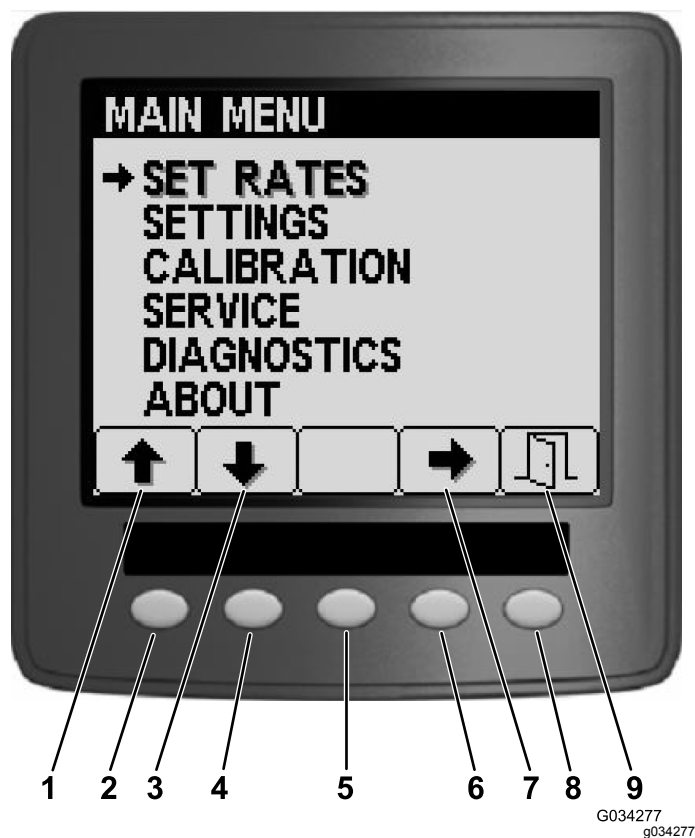 MAIN MENU
SET RATES
SETTINGS
CALIBRATION
SERVICE
DIAGNOSTICS
ABOUT
1 2 3 4 5 6 7 8 9
G034277
g034277